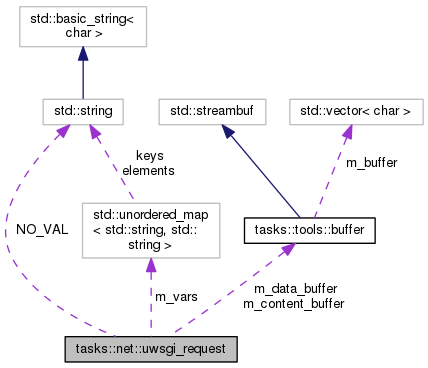 std::basic_string<
char >
std::string
std::streambuf
std::vector< char >
keys
elements
m_buffer
std::unordered_map
< std::string, std::
string >
tasks::tools::buffer
NO_VAL
m_vars
m_data_buffer
m_content_buffer
tasks::net::uwsgi_request